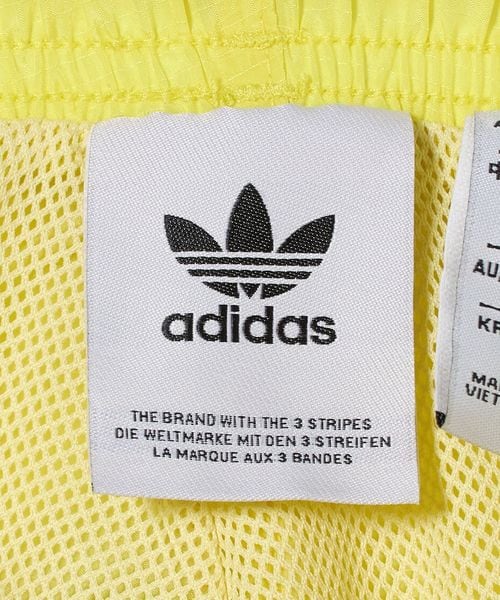 adidas
THE BRAND WITH THE 3 STRIPES
DIE WELTMARKE MIT DEN 3 STREIFEN
LA MARQUE AUX 3 BANDES